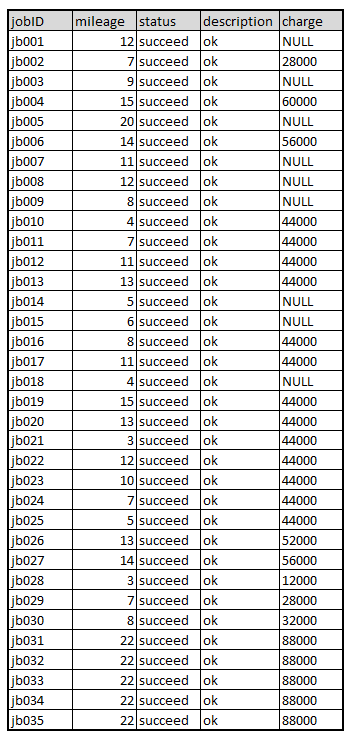 jobID mileage status description charge
jb001 12 succeed ok NULL
jb002 7 succeed ok 28000
jb003 9 succeed ok NULL
jb004 15 succeed ok 60000
jb005 20 succeed ok NULL
jb006 14 succeed ok 56000
jb007 11 succeed ok NULL
jb008 12 succeed ok NULL
jb009 8 succeed ok NULL
jb010 4 succeed ok 44000
jb011 7 succeed ok 44000
jb012 11 succeed ok 44000
jb013 13 succeed ok 44000
jb014 5 succeed ok NULL
jb015 6 succeed ok NULL
jb016 8 succeed ok 44000
jb017 11 succeed ok 44000
jb018 4 succeed ok NULL
jb019 15 succeed ok 44000
jb020 13 succeed ok 44000
jb021 3 succeed ok 44000
jb022 12 succeed ok 44000
jb023 10 succeed ok 44000
jb024 7 succeed ok 44000
jb025 5 succeed ok 44000
jb026 13 succeed ok 52000
jb027 14 succeed ok 56000
jb028 3 succeed ok 12000
jb029 7 succeed ok 28000
jb030 8 succeed ok 32000
jb031 22 succeed ok 88000
jb032 22 succeed ok 88000
jb033 22 succeed ok 88000
jb034 22 succeed ok 88000
jb035 22 succeed ok 88000